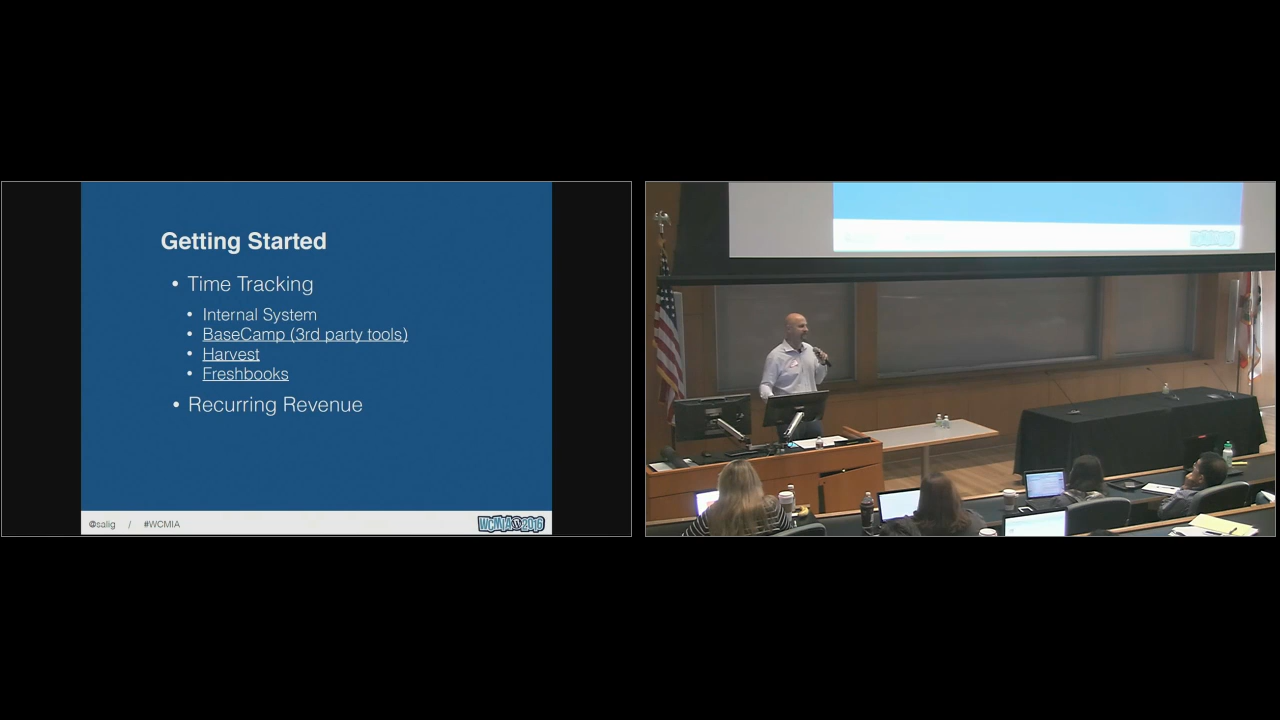 Getting Started
• Time Tracking
• Internal System
• BaseCamp (3rd party tools)
• Harvest
• Freshbooks
• Recurring Revenue
@salig / #WCMIA
WCMIA 2016